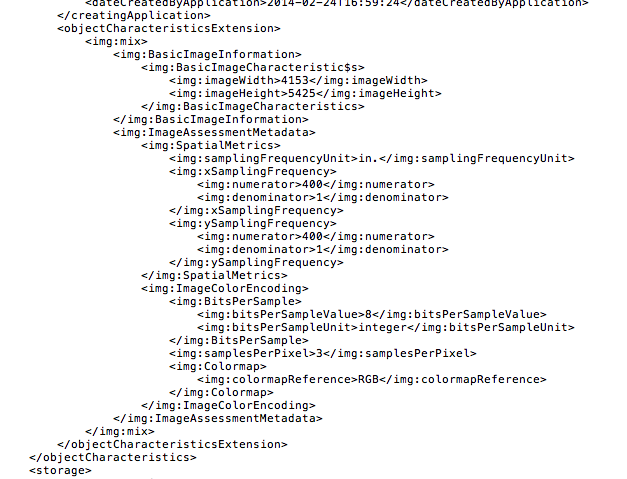 <dateCreatedByApplication>2014-02-24T16:59:24</dateCreatedByApplication>
</creatingApplication>
<objectCharacteristicsExtension>
<img:mix>
<img:BasicImageInformation>
<img:BasicImageCharacteristic$s>
<img:imageWidth>4153</img:imageWidth>
<img:imageHeight>5425</img:imageHeight>
</img:BasicImageCharacteristics>
</img:BasicImageInformation>
<img:ImageAssessmentMetadata>
<img:SpatialMetrics>
<img:samplingFrequencyUnit>in.</img:samplingFrequencyUnit>
<img:xSamplingFrequency>
<img:numerator>400</img:numerator>
<img:denominator>1</img:denominator>
</img:xSamplingFrequency>
<img:ySamplingFrequency>
<img:numerator>400</img:numerator>
<img:denominator>1</img:denominator>
</img:ySamplingFrequency>
</img:SpatialMetrics>
<img:ImageColorEncoding>
<img:BitsPerSample>
<img:bitsPerSampleValue>8</img:bitsPerSampleValue>
<img:bitsPerSampleUnit>integer</img:bitsPerSampleUnit>
</img:BitsPerSample>
<img:samplesPerPixel>3</img:samplesPerPixel>
<img:Colormap>
<img:colormapReference>RGB</img:colormapReference>
</img:Colormap>
</img:ImageColorEncoding>
</img:ImageAssessmentMetadata>
</img:mix>
</objectCharacteristicsExtension>
</objectCharacteristics>
<storage>